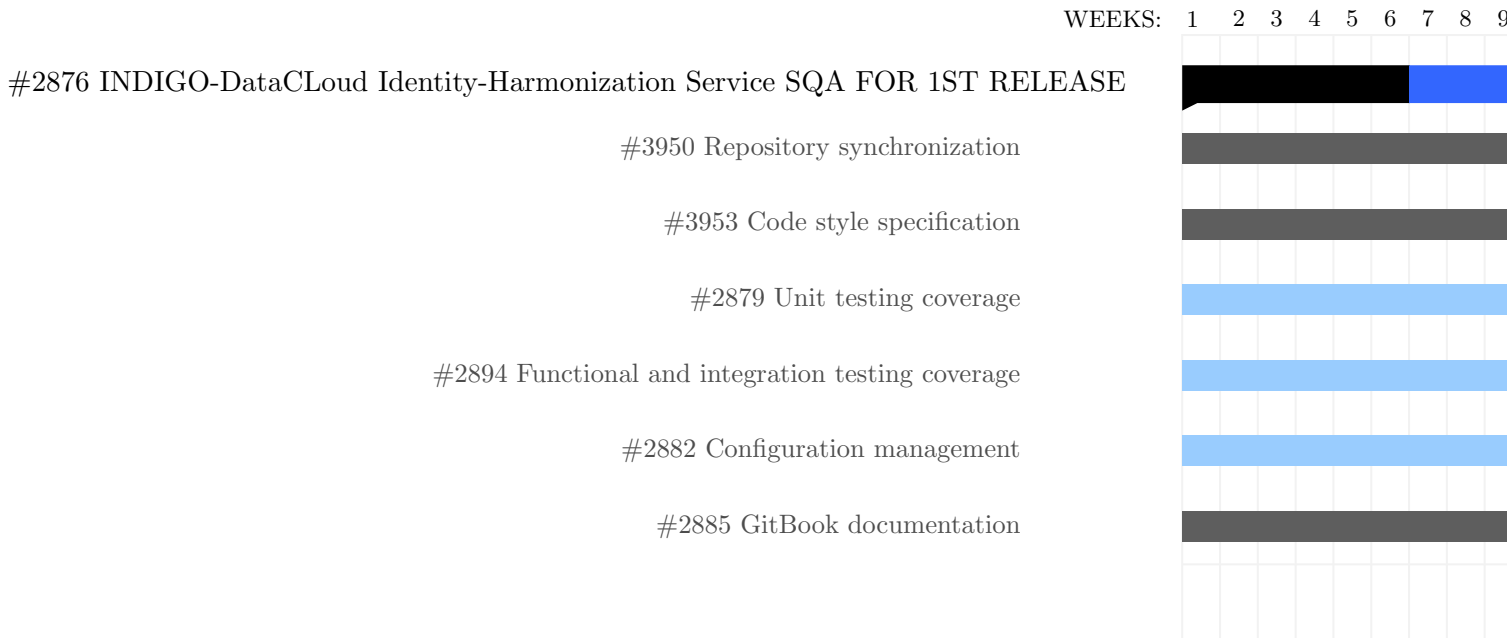 WEEKS: 1 2 3 4 5 6 7 8 9
#2876 INDIGO-DataCLoud Identity-Harmonization Service SQA FOR 1ST RELEASE
#3950 Repository synchronization
#3953 Code style specification
#2879 Unit testing coverage
#2894 Functional and integration testing coverage
#2882 Configuration management
#2885 GitBook documentation